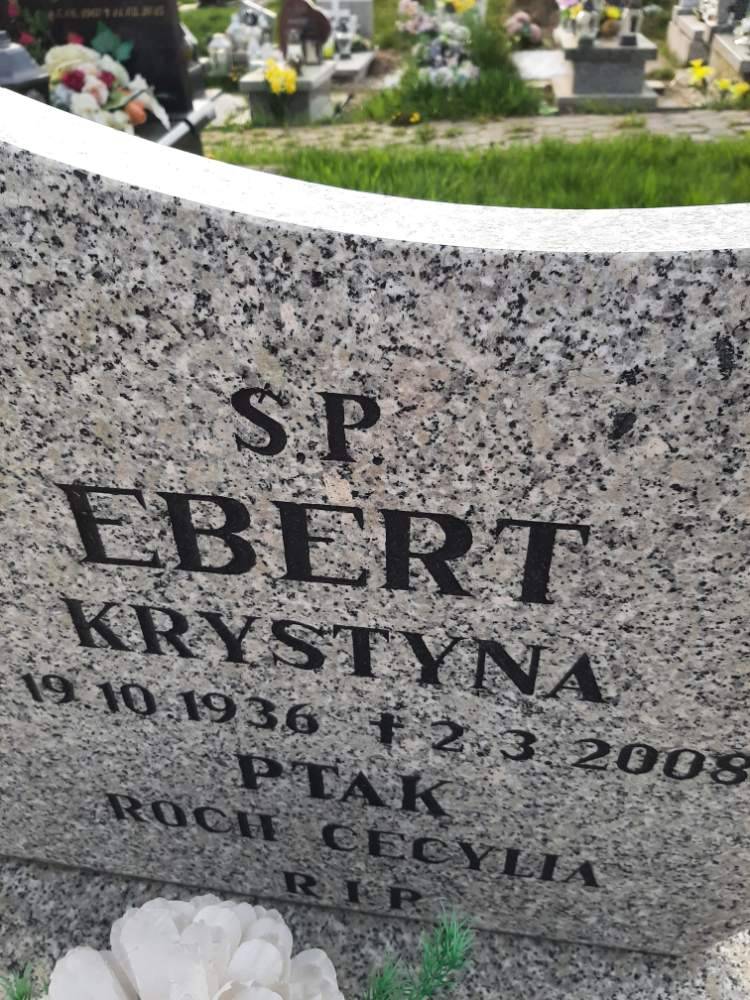 Ś.P.
EBERT
KRYSTYNA
19.10.1936 † 2.3.2008
PTAK
ROCH CECYLIA
R I P